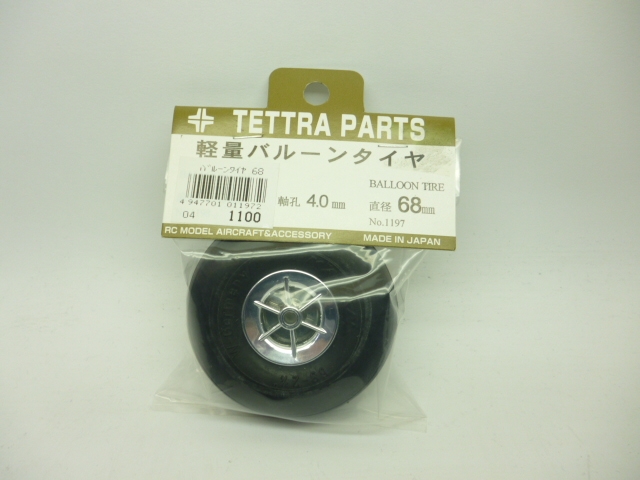 TETTRA PARTS
軽量バルーンタイヤ
バルーンタイヤ 68
4947701 011972
04 1100
軸孔 4.0mm
BALLOON TIRE
直径 68mm
No.1197
RC MODEL AIRCRAFT&ACCESSORY
MADE IN JAPAN